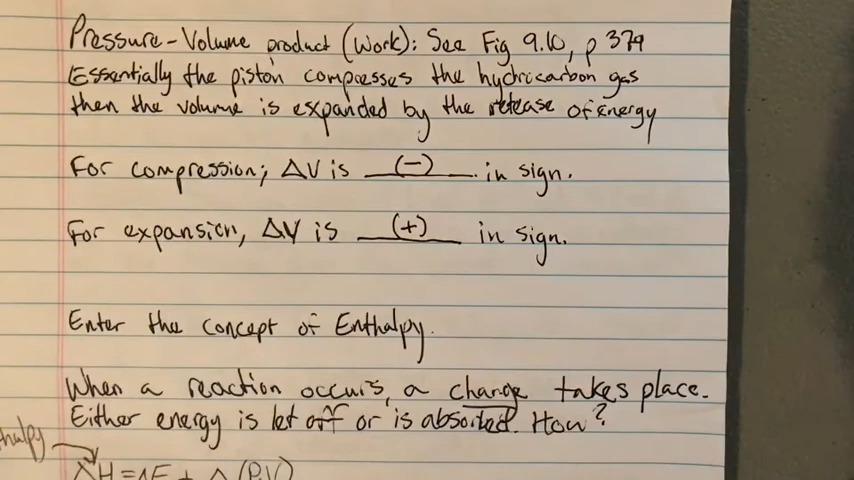 Pressure-Volume product (Work): See Fig 9.10, p 379
Essentially the piston compresses the hydrocarbon gas
then the volume is expanded by the release of energy
For compression; ΔV is (-) in sign.
For expansion, ΔV is (+) in sign.
Enter the concept of Enthalpy.
When a reaction occurs, a change takes place.
Either energy is let off or is absorbed. How?
thalpy
ΔH = ΔE + Δ(P.V)